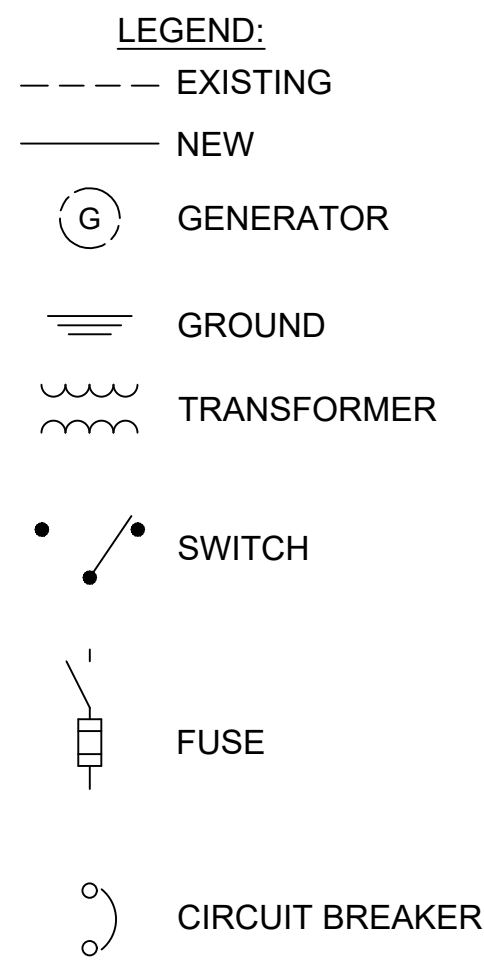 LEGEND:
EXISTING
NEW
G GENERATOR
GROUND
TRANSFORMER
SWITCH
FUSE
CIRCUIT BREAKER